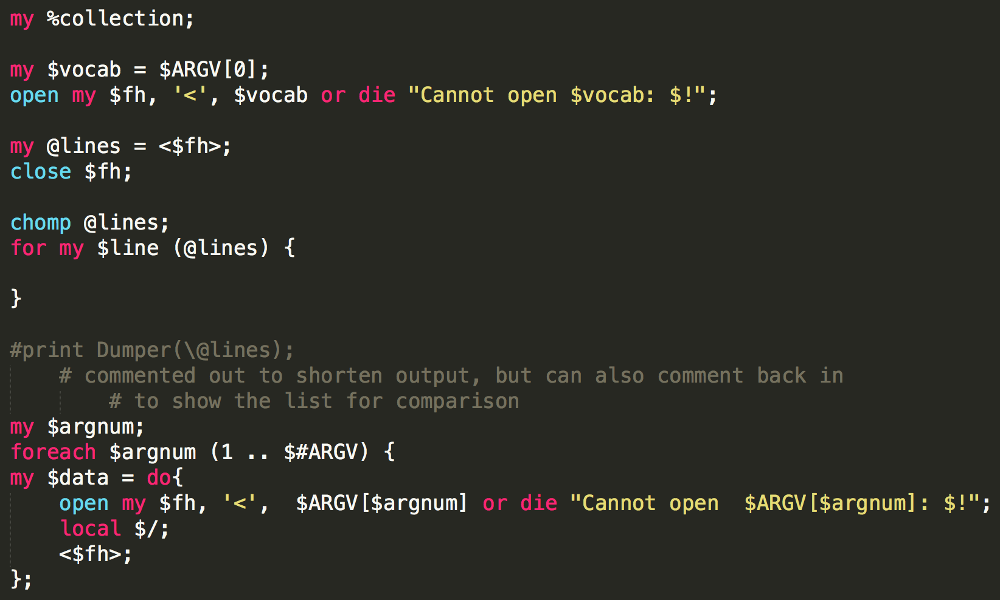 my %collection;

my $vocab = $ARGV[0];
open my $fh, '<', $vocab or die "Cannot open $vocab: $!";

my @lines = <$fh>;
close $fh;

chomp @lines;
for my $line (@lines) {

}

#print Dumper(\@lines);
    # commented out to shorten output, but can also comment back in
        # to show the list for comparison
my $argnum;
foreach $argnum (1 .. $#ARGV) {
my $data = do{
    open my $fh, '<',  $ARGV[$argnum] or die "Cannot open  $ARGV[$argnum]: $!";
    local $/;
    <$fh>;
};